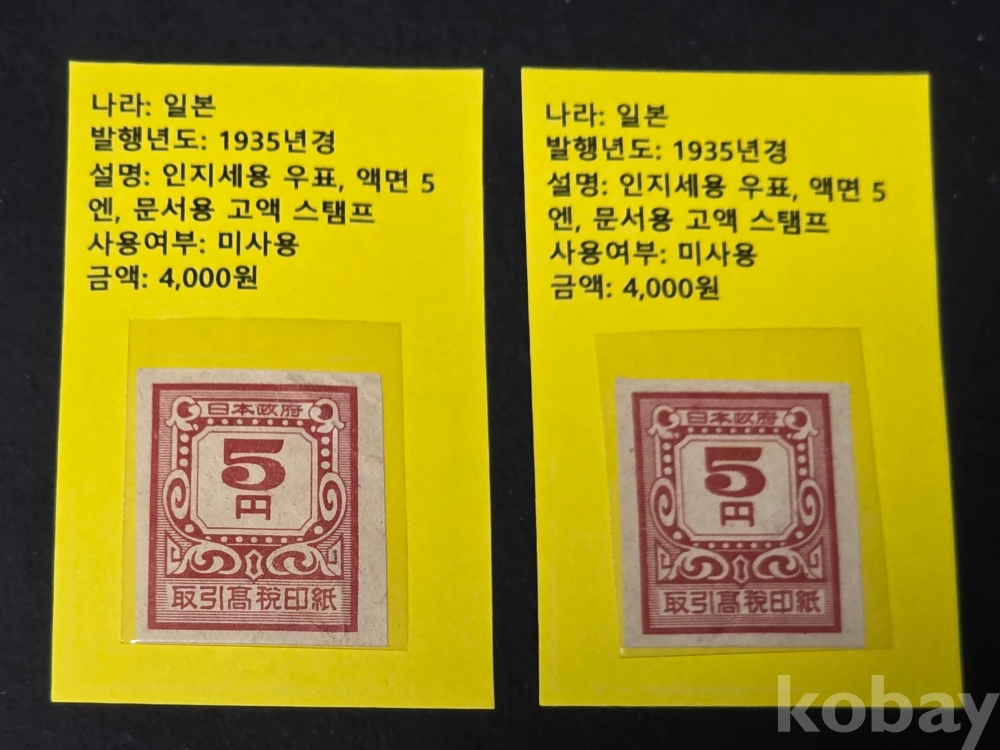 나라: 일본
발행년도: 1935년경
설명: 인지세용 우표, 액면 5
엔, 문서용 고액 스탬프
사용여부: 미사용
금액: 4,000원
日本政府
5
円
取引高税印紙
나라: 일본
발행년도: 1935년경
설명: 인지세용 우표, 액면 5
엔, 문서용 고액 스탬프
사용여부: 미사용
금액: 4,000원
日本政府
5
円
取引高税印紙
kobay